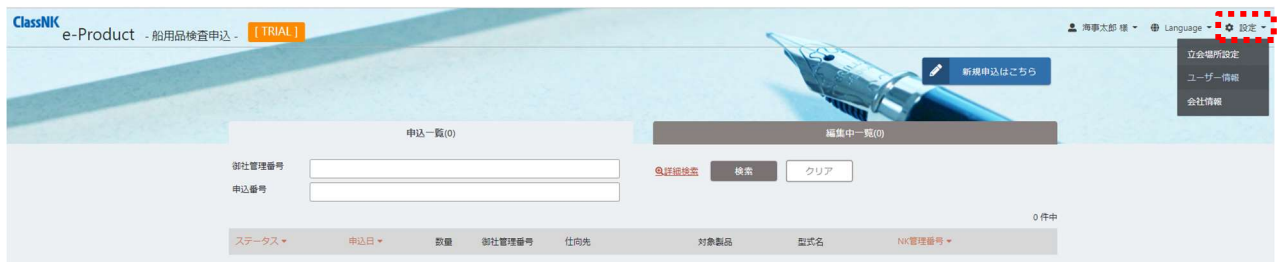 ClassNK
e-Product - 船用品検査申込 - [ TRIAL ]
海事太郎 様 Language 設定
立会場所設定
ユーザー情報
会社情報
新規申込はこちら
申込一覧(0) 編集中一覧(0)
御社管理番号
詳細検索 検索 クリア
申込番号
0 件中
ステータス 申込日 数量 御社管理番号 仕向先 対象製品 型式名 NK管理番号